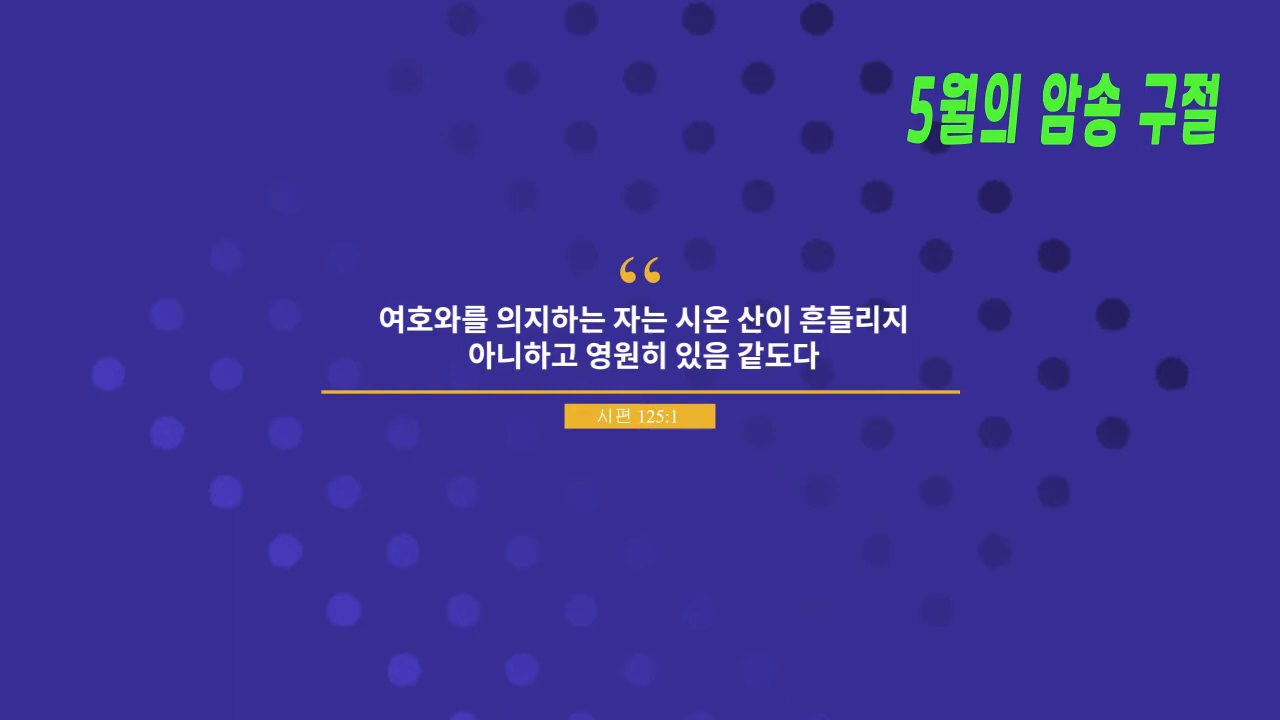 5월의 암송 구절
“
여호와를 의지하는 자는 시온 산이 흔들리지
아니하고 영원히 있음 같도다
시편 125:1